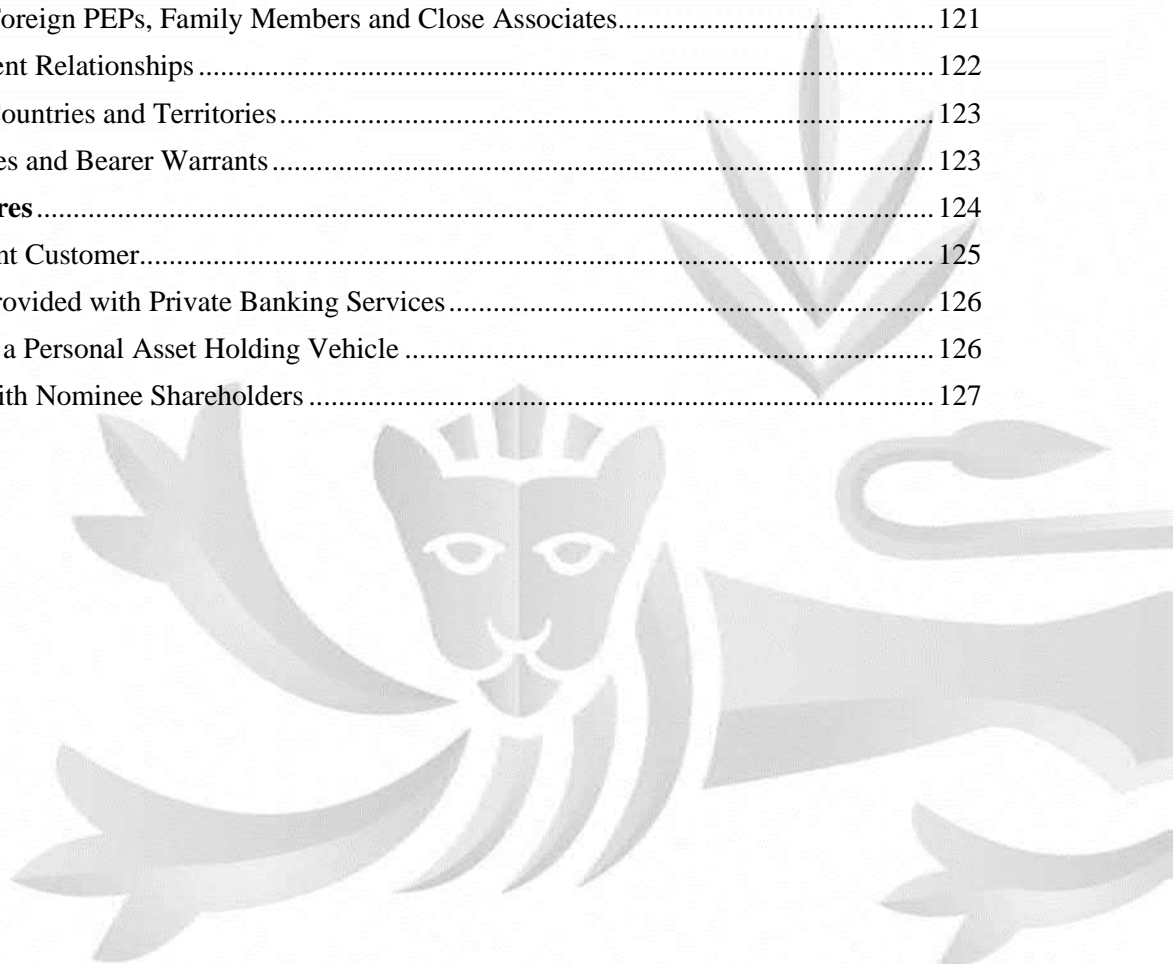 Foreign PEPs, Family Members and Close Associates............................................ 121
ent Relationships ...................................................................................................... 122
Countries and Territories........................................................................................... 123
es and Bearer Warrants............................................................................................ 123
res............................................................................................................................. 124
nt Customer............................................................................................................... 125
rovided with Private Banking Services .................................................................... 126
a Personal Asset Holding Vehicle .......................................................................... 126
ith Nominee Shareholders ........................................................................................ 127